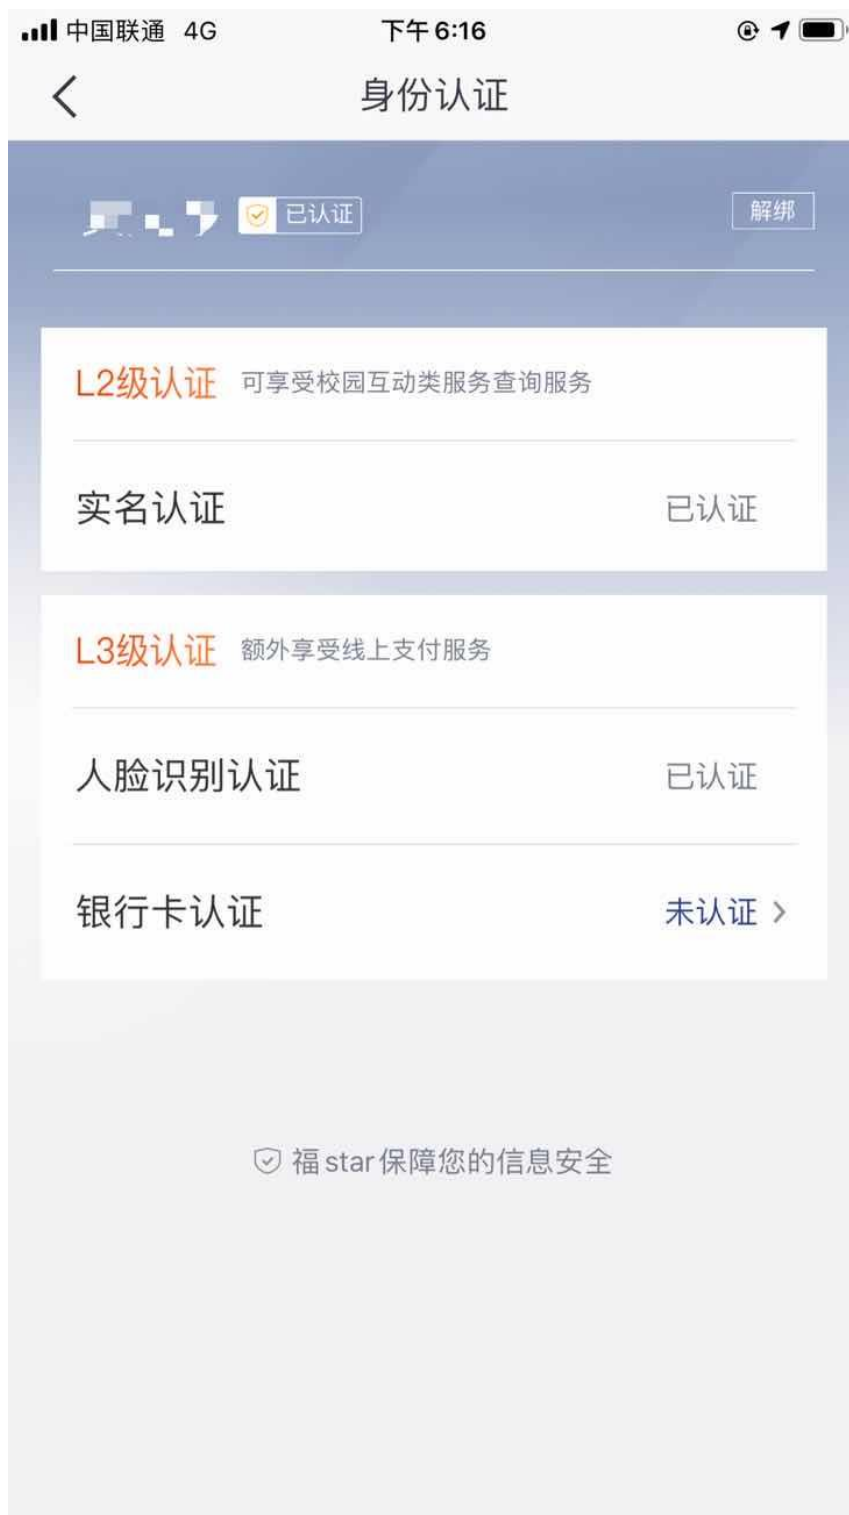 中国联通 4G 下午6:16
身份认证
已认证 解绑
L2级认证 可享受校园互动类服务查询服务
实名认证 已认证
L3级认证 额外享受线上支付服务
人脸识别认证 已认证
银行卡认证 未认证
福star保障您的信息安全